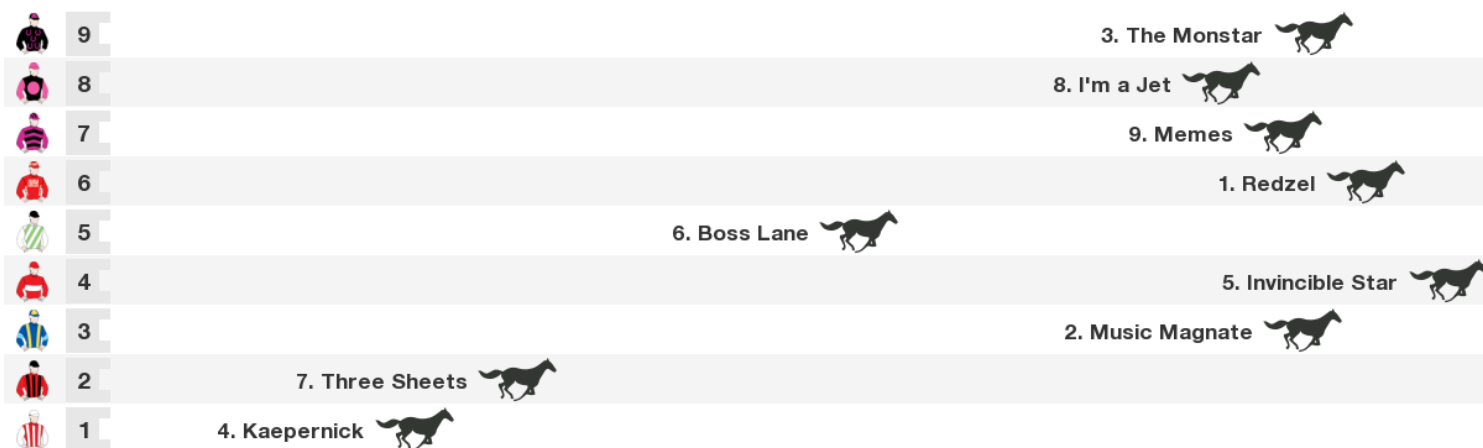 9 3. The Monstar
8 8. I'm a Jet
7 9. Memes
6 1. Redzel
5 6. Boss Lane
4 5. Invincible Star
3 2. Music Magnate
2 7. Three Sheets
1 4. Kaepernick